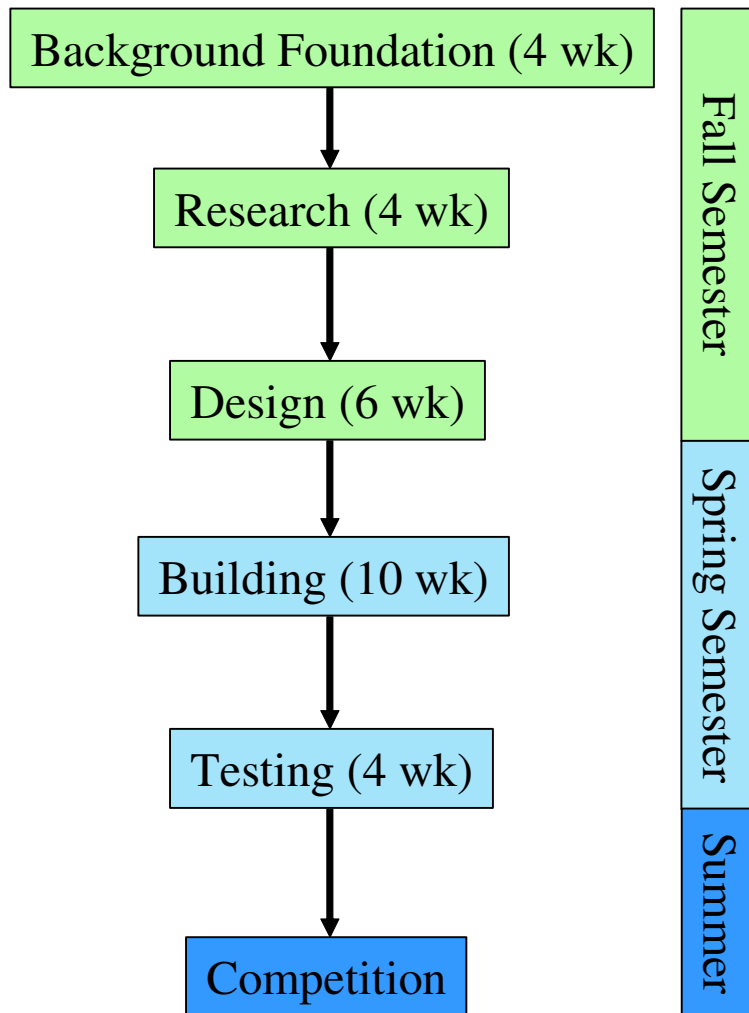 Background Foundation (4 wk)
Research (4 wk)
Design (6 wk)
Building (10 wk)
Testing (4 wk)
Competition
Fall Semester
Spring Semester
Summer